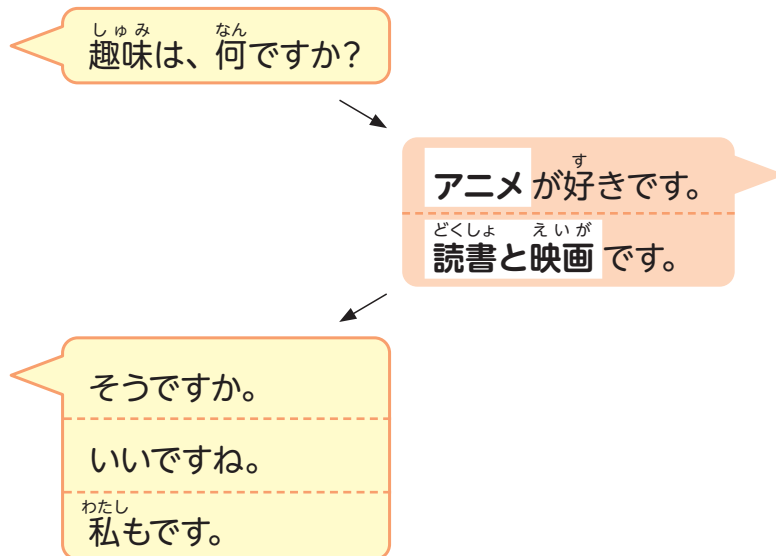 しゅみ なん
趣味は、何ですか？
す
アニメが好きです。
どくしょ えいが
読書と映画です。
そうですか。
いいですね。
わたし
私もです。